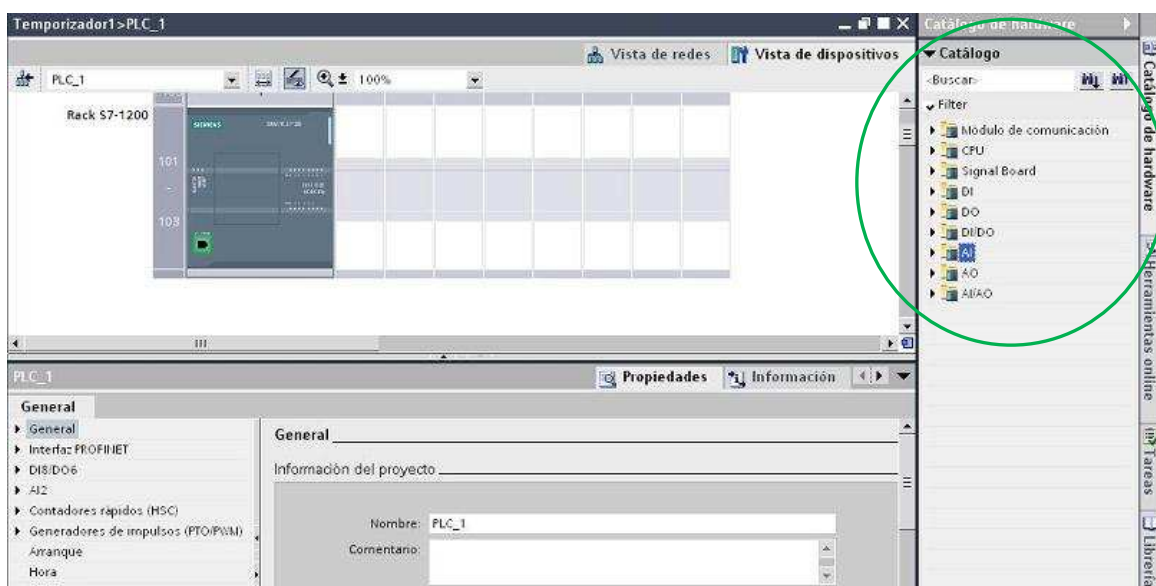 Temporizador1>PLC_1
Vista de redes
Vista de dispositivos
PLC_1
100%
Rack S7-1200
SIEMENS
101
103
Catálogo de hardware
Catálogo
<Buscar>
Filter
Módulo de comunicación
CPU
Signal Board
DI
DO
DI/DO
AI
AO
AI/AO
Catálogo de hardware
Herramientas online
Tareas
Librería
PLC_1
Propiedades
Información
General
General
Interfaz PROFINET
DI8/DO6
AI2
Contadores rápidos (HSC)
Generadores de impulsos (PTO/PWM)
Arranque
Hora
General
Información del proyecto
Nombre: PLC_1
Comentario: